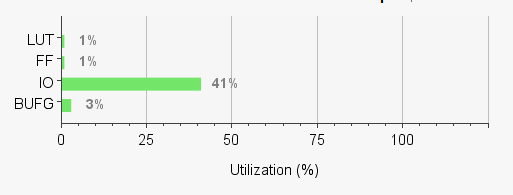 LUT 1%
FF 1%
IO 41%
BUFG 3%
0 25 50 75 100
Utilization (%)